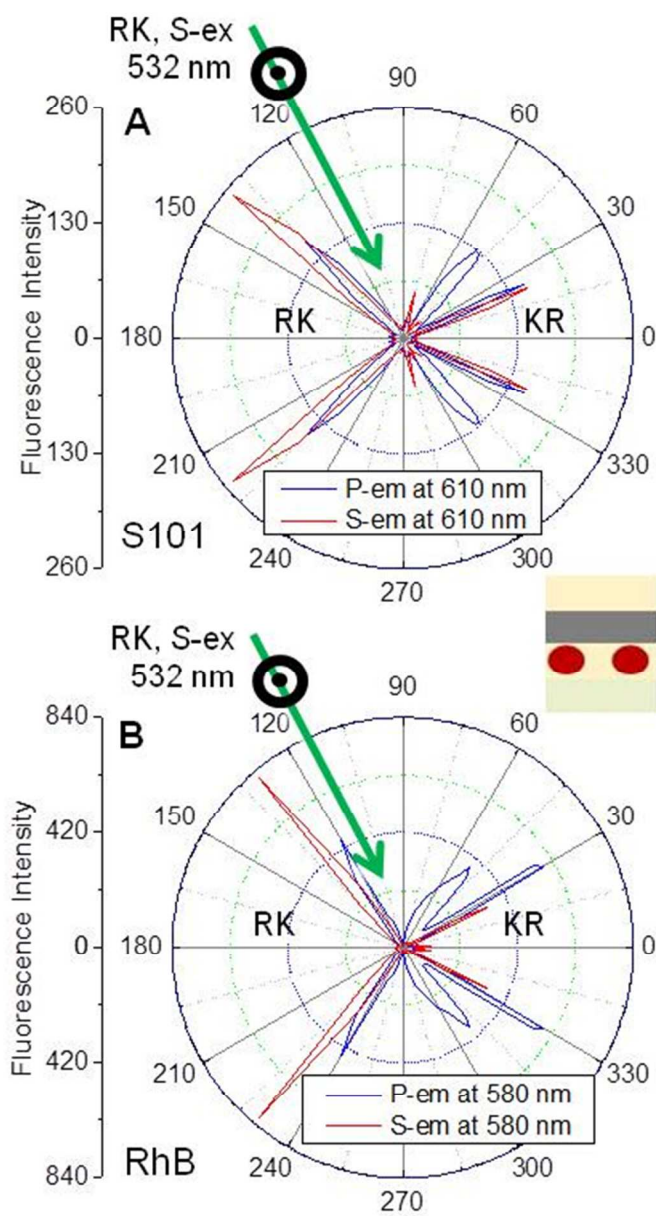 RK, S-ex
532 nm
A
260
130
0
130
260
Fluorescence Intensity
90
120
60
150
30
180
RK
KR
0
210
330
P-em at 610 nm
S-em at 610 nm
S101
240
300
270
RK, S-ex
532 nm
B
840
420
0
420
840
Fluorescence Intensity
90
120
60
150
30
180
RK
KR
0
210
330
P-em at 580 nm
S-em at 580 nm
RhB
240
300
270